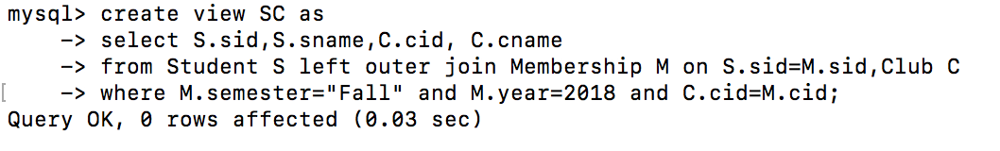 mysql> create view SC as
    -> select S.sid,S.sname,C.cid, C.cname
    -> from Student S left outer join Membership M on S.sid=M.sid,Club C
[    -> where M.semester="Fall" and M.year=2018 and C.cid=M.cid;
Query OK, 0 rows affected (0.03 sec)